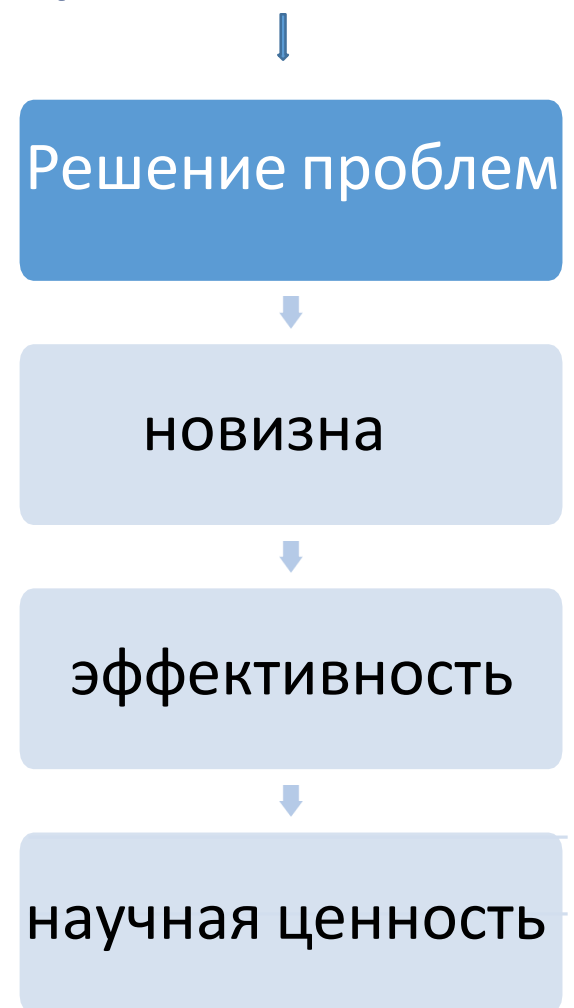 Решение проблем
новизна
эффективность
научная ценность